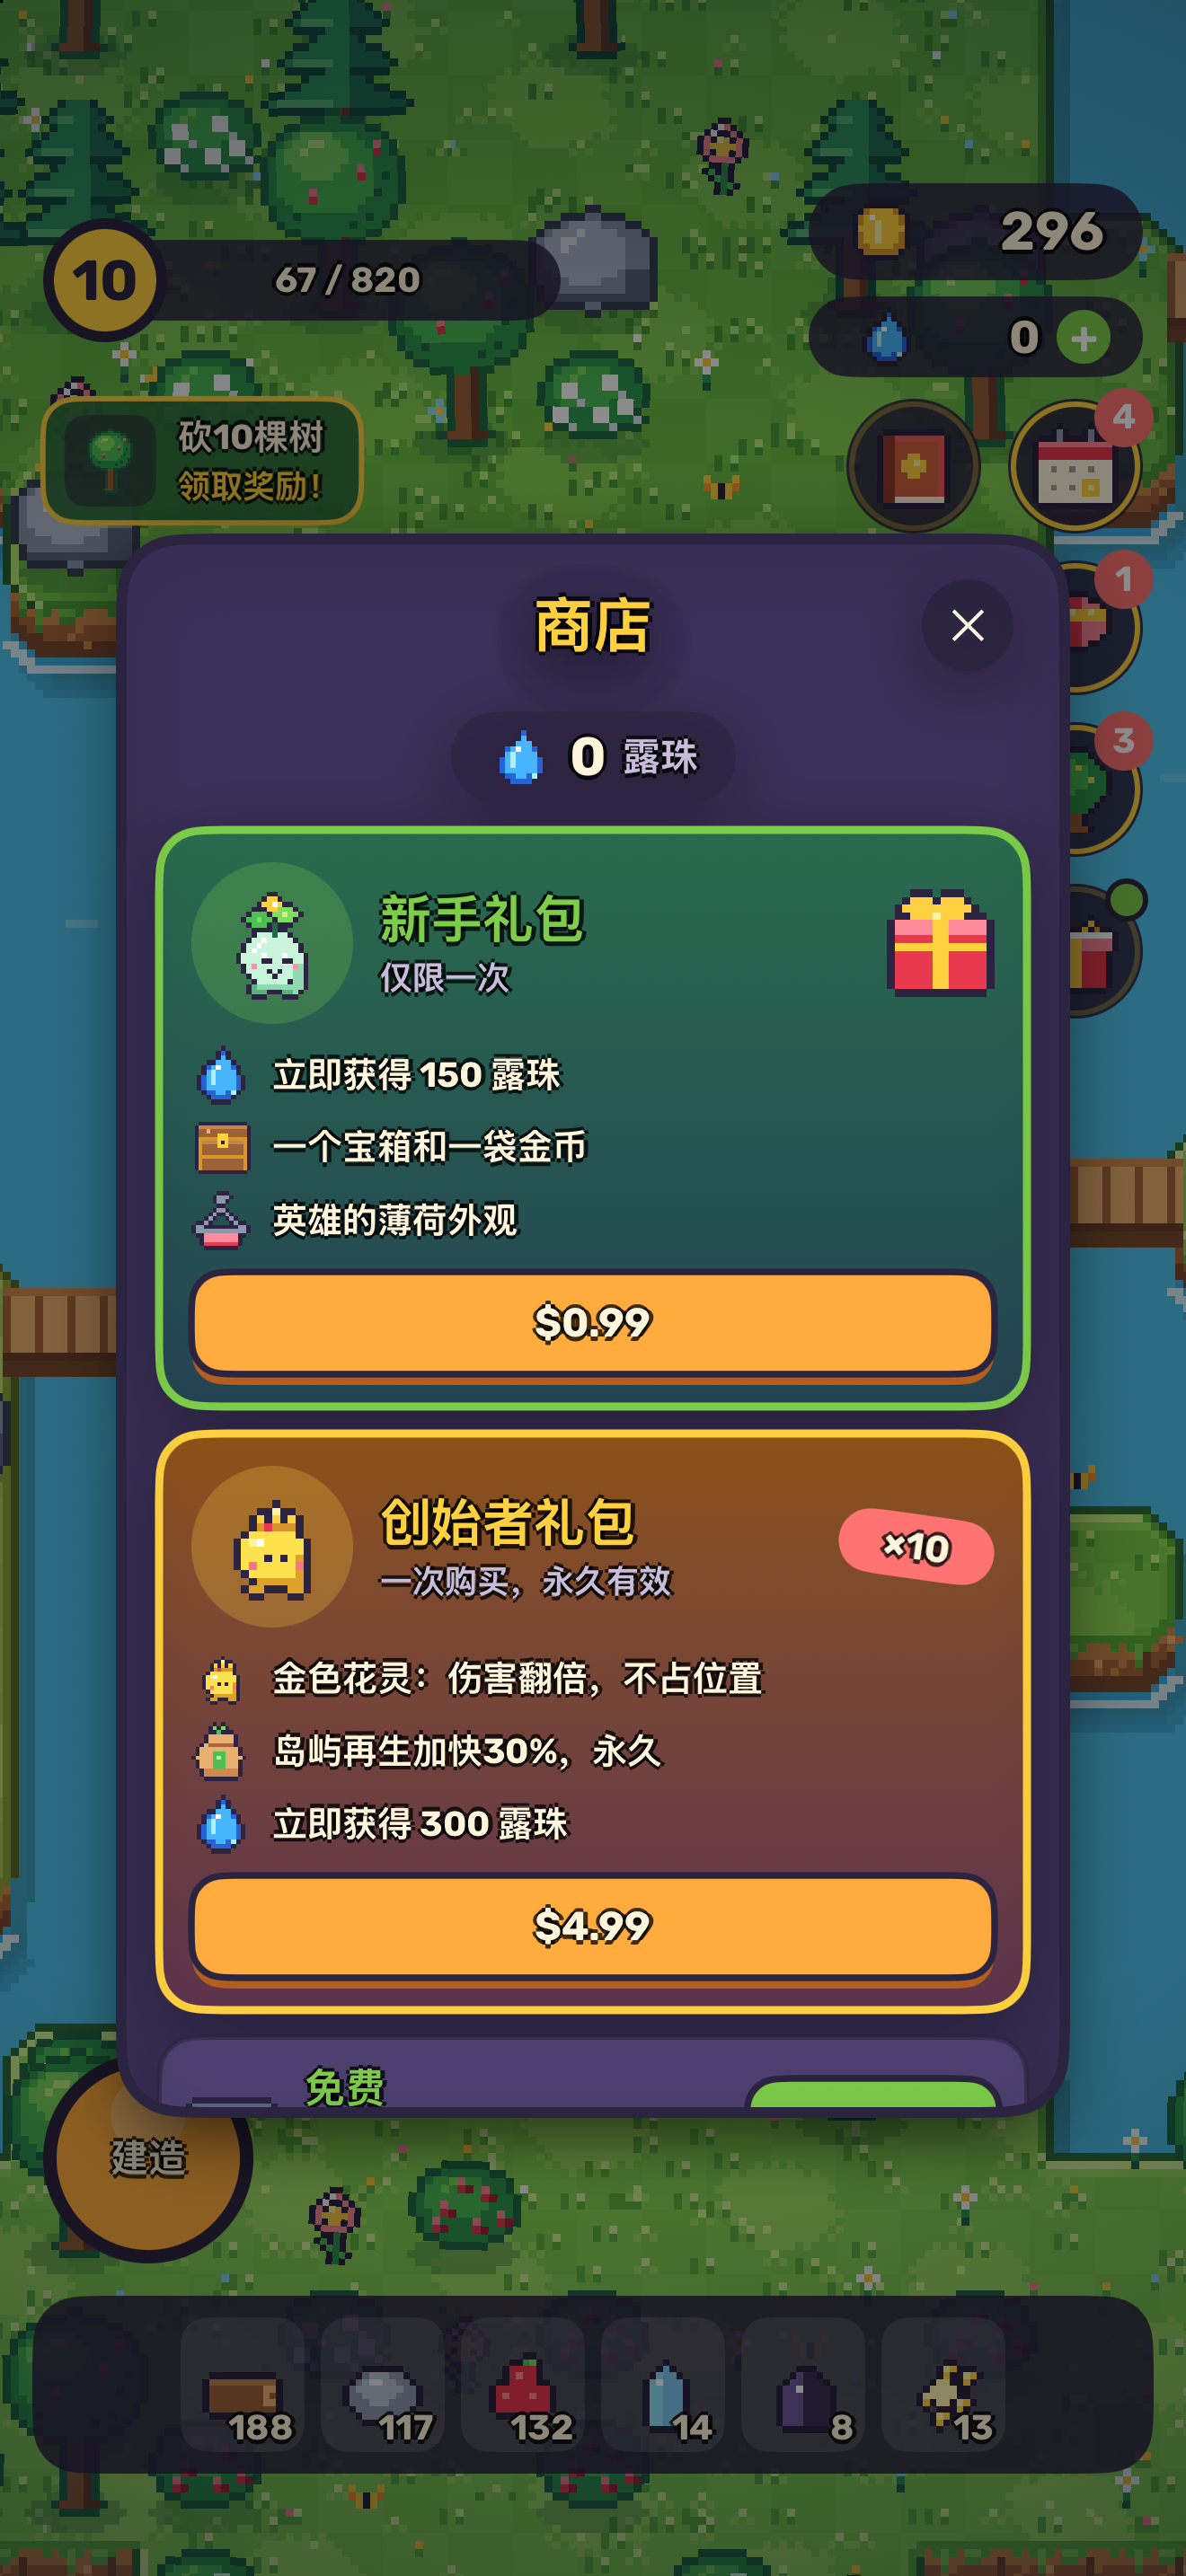 10
67 / 820
296
0
+
砍10棵树
领取奖励!
4
1
3
商店
0 露珠
新手礼包
仅限一次
立即获得 150 露珠
一个宝箱和一袋金币
英雄的薄荷外观
$0.99
创始者礼包
一次购买，永久有效
×10
金色花灵：伤害翻倍，不占位置
岛屿再生加快30%，永久
立即获得 300 露珠
$4.99
免费
建造
188
117
132
14
8
13